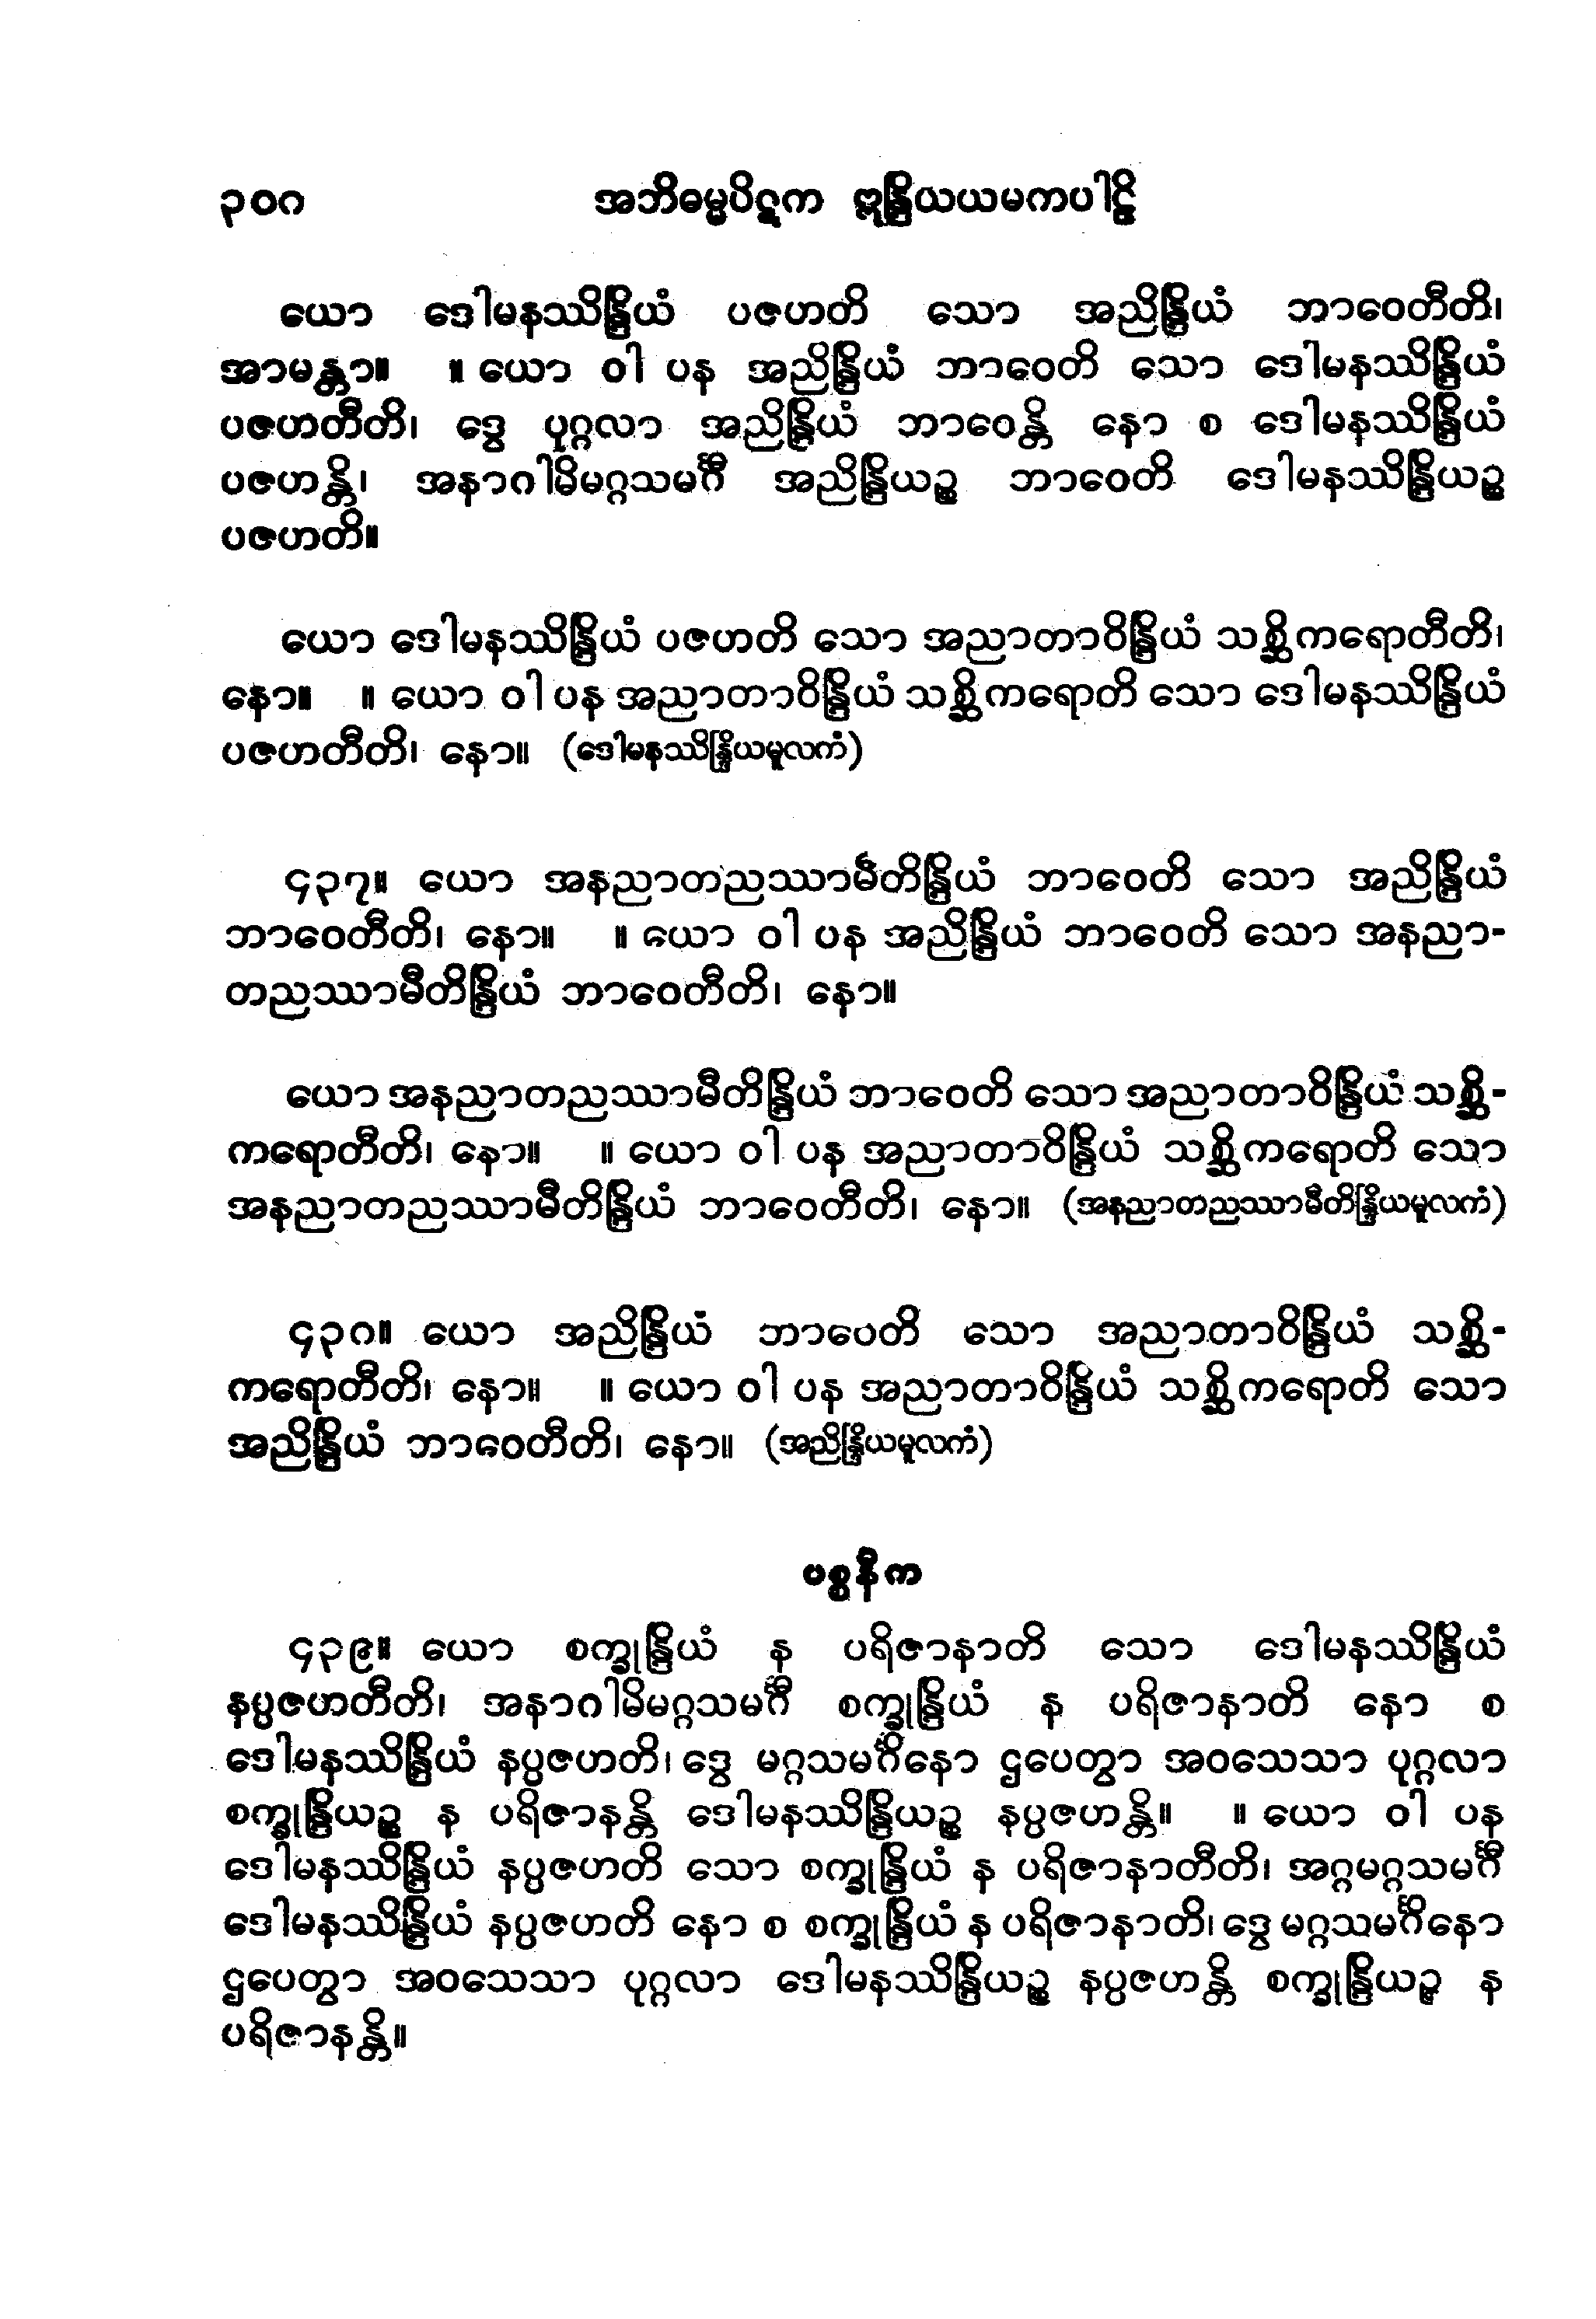 ၃၀၈ အဘိဓမ္မပိဋက ဣန္ဒြိယယမကပါဠိ
ယော ဒေါမနဿိန္ဒြိယံ ပဇဟတိ သော အညိန္ဒြိယံ ဘာဝေတီတိ၊
အာမန္တာ။ ။ ယော ဝါ ပန အညိန္ဒြိယံ ဘာဝေတိ သော ဒေါမနဿိန္ဒြိယံ
ပဇဟတီတိ၊ ဒွေ ပုဂ္ဂလာ အညိန္ဒြိယံ ဘာဝေန္တိ နော စ ဒေါမနဿိန္ဒြိယံ
ပဇဟန္တိ၊ အနာဂါမိမဂ္ဂသမင်္ဂီ အညိန္ဒြိယဉ္စ ဘာဝေတိ ဒေါမနဿိန္ဒြိယဉ္စ
ပဇဟတိ။
ယော ဒေါမနဿိန္ဒြိယံ ပဇဟတိ သော အညာတာဝိန္ဒြိယံ သစ္ဆိကရောတီတိ၊
နော။ ။ ယော ဝါ ပန အညာတာဝိန္ဒြိယံ သစ္ဆိကရောတိ သော ဒေါမနဿိန္ဒြိယံ
ပဇဟတီတိ၊ နော။ (ဒေါမနဿိန္ဒြိယမူလကံ)
၄၃၇။ ယော အနညာတညဿာမီတိန္ဒြိယံ ဘာဝေတိ သော အညိန္ဒြိယံ
ဘာဝေတီတိ၊ နော။ ။ ယော ဝါ ပန အညိန္ဒြိယံ ဘာဝေတိ သော အနညာ-
တညဿာမီတိန္ဒြိယံ ဘာဝေတီတိ၊ နော။
ယော အနညာတညဿာမီတိန္ဒြိယံ ဘာဝေတိ သော အညာတာဝိန္ဒြိယံ သစ္ဆိ-
ကရောတီတိ၊ နော။ ။ ယော ဝါ ပန အညာတာဝိန္ဒြိယံ သစ္ဆိကရောတိ သော
အနညာတညဿာမီတိန္ဒြိယံ ဘာဝေတီတိ၊ နော။ (အနညာတညဿာမီတိန္ဒြိယမူလကံ)
၄၃၈။ ယော အညိန္ဒြိယံ ဘာဝေတိ သော အညာတာဝိန္ဒြိယံ သစ္ဆိ-
ကရောတီတိ၊ နော။ ။ ယော ဝါ ပန အညာတာဝိန္ဒြိယံ သစ္ဆိကရောတိ သော
အညိန္ဒြိယံ ဘာဝေတီတိ၊ နော။ (အညိန္ဒြိယမူလကံ)
ပစ္စနီက
၄၃၉။ ယော စက္ခုန္ဒြိယံ န ပရိဇာနာတိ သော ဒေါမနဿိန္ဒြိယံ
နပ္ပဇဟတီတိ၊ အနာဂါမိမဂ္ဂသမင်္ဂီ စက္ခုန္ဒြိယံ န ပရိဇာနာတိ နော စ
ဒေါမနဿိန္ဒြိယံ နပ္ပဇဟတိ၊ ဒွေ မဂ္ဂသမင်္ဂိနော ဌပေတွာ အဝသေသာ ပုဂ္ဂလာ
စက္ခုန္ဒြိယဉ္စ န ပရိဇာနန္တိ ဒေါမနဿိန္ဒြိယဉ္စ နပ္ပဇဟန္တိ။ ။ ယော ဝါ ပန
ဒေါမနဿိန္ဒြိယံ နပ္ပဇဟတိ သော စက္ခုန္ဒြိယံ န ပရိဇာနာတီတိ၊ အဂ္ဂမဂ္ဂသမင်္ဂီ
ဒေါမနဿိန္ဒြိယံ နပ္ပဇဟတိ နော စ စက္ခုန္ဒြိယံ န ပရိဇာနာတိ၊ ဒွေ မဂ္ဂသမင်္ဂိနော
ဌပေတွာ အဝသေသာ ပုဂ္ဂလာ ဒေါမနဿိန္ဒြိယဉ္စ နပ္ပဇဟန္တိ စက္ခုန္ဒြိယဉ္စ န
ပရိဇာနန္တိ။